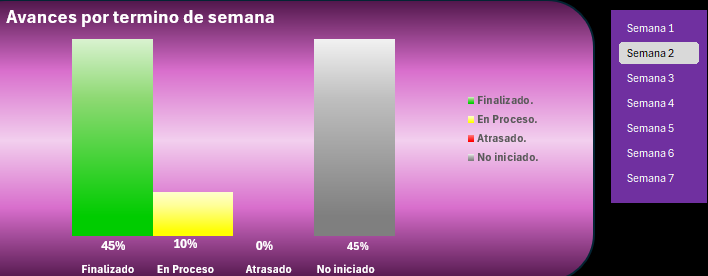 Avances por termino de semana
Finalizado.
En Proceso.
Atrasado.
No iniciado.
45%
10%
0%
45%
Finalizado
En Proceso
Atrasado
No iniciado
Semana 1
Semana 2
Semana 3
Semana 4
Semana 5
Semana 6
Semana 7